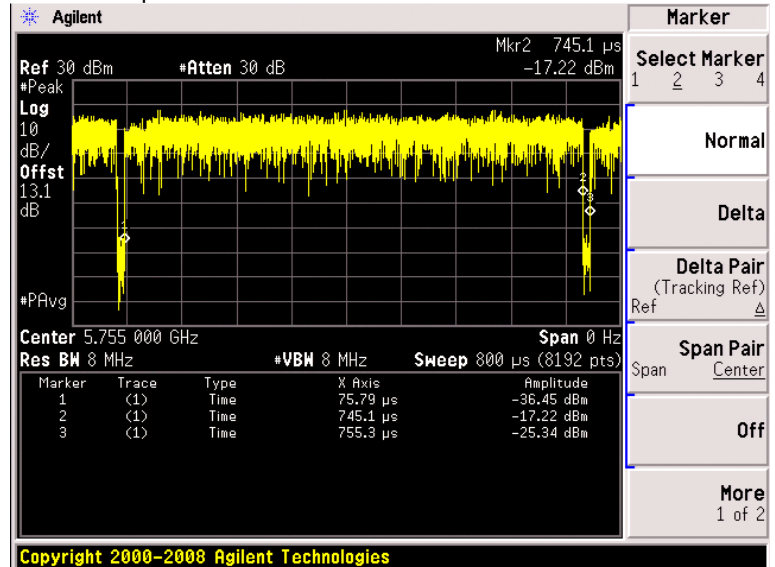 Agilent
Marker
Mkr2 745.1 µs
Ref 30 dBm #Atten 30 dB -17.22 dBm
#Peak
Log
10
dB/
Offst
13.1
dB
#PAvg
1
2
3
Center 5.755 000 GHz Span 0 Hz
Res BW 8 MHz #VBW 8 MHz Sweep 800 µs (8192 pts)
Marker Trace Type X Axis Amplitude
1 (1) Time 75.79 µs -36.45 dBm
2 (1) Time 745.1 µs -17.22 dBm
3 (1) Time 755.3 µs -25.34 dBm
Select Marker
1 2 3 4
Normal
Delta
Delta Pair
(Tracking Ref)
Ref Δ
Span Pair
Span Center
Off
More
1 of 2
Copyright 2000-2008 Agilent Technologies